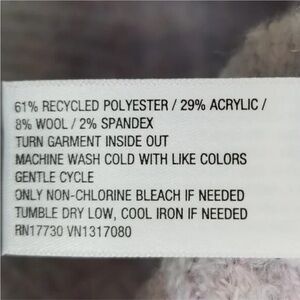 61% RECYCLED POLYESTER / 29% ACRYLIC /
8% WOOL / 2% SPANDEX
TURN GARMENT INSIDE OUT
MACHINE WASH COLD WITH LIKE COLORS
GENTLE CYCLE
ONLY NON-CHLORINE BLEACH IF NEEDED
TUMBLE DRY LOW, COOL IRON IF NEEDED
RN17730 VN1317080